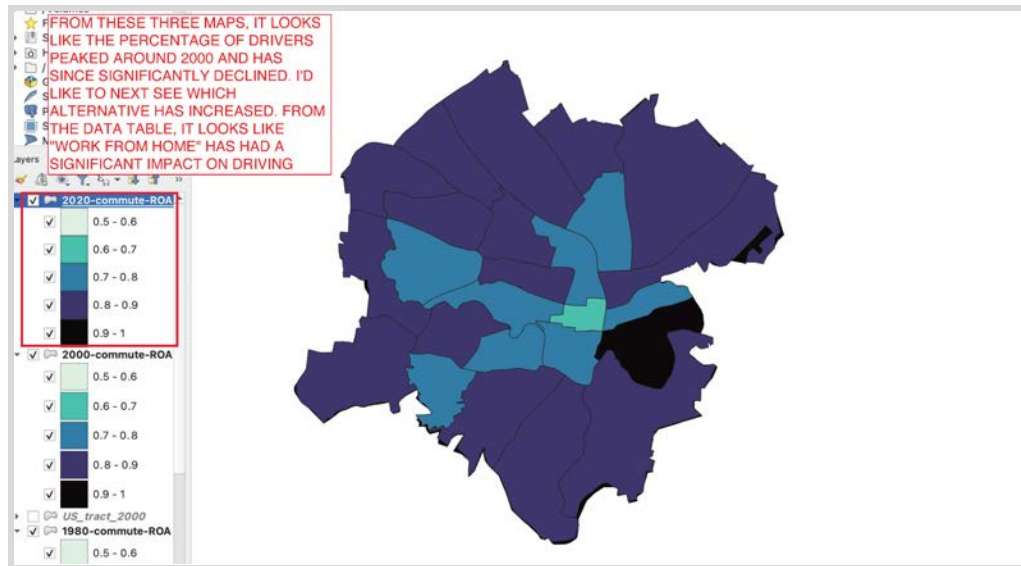 FROM THESE THREE MAPS, IT LOOKS
LIKE THE PERCENTAGE OF DRIVERS
PEAKED AROUND 2000 AND HAS
SINCE SIGNIFICANTLY DECLINED. I'D
LIKE TO NEXT SEE WHICH
ALTERNATIVE HAS INCREASED. FROM
THE DATA TABLE, IT LOOKS LIKE
"WORK FROM HOME" HAS HAD A
SIGNIFICANT IMPACT ON DRIVING
ayers
2020-commute-ROA
0.5 - 0.6
0.6 - 0.7
0.7 - 0.8
0.8 - 0.9
0.9 - 1
2000-commute-ROA
0.5 - 0.6
0.6 - 0.7
0.7 - 0.8
0.8 - 0.9
0.9 - 1
US_tract_2000
1980-commute-ROA
0.5 - 0.6